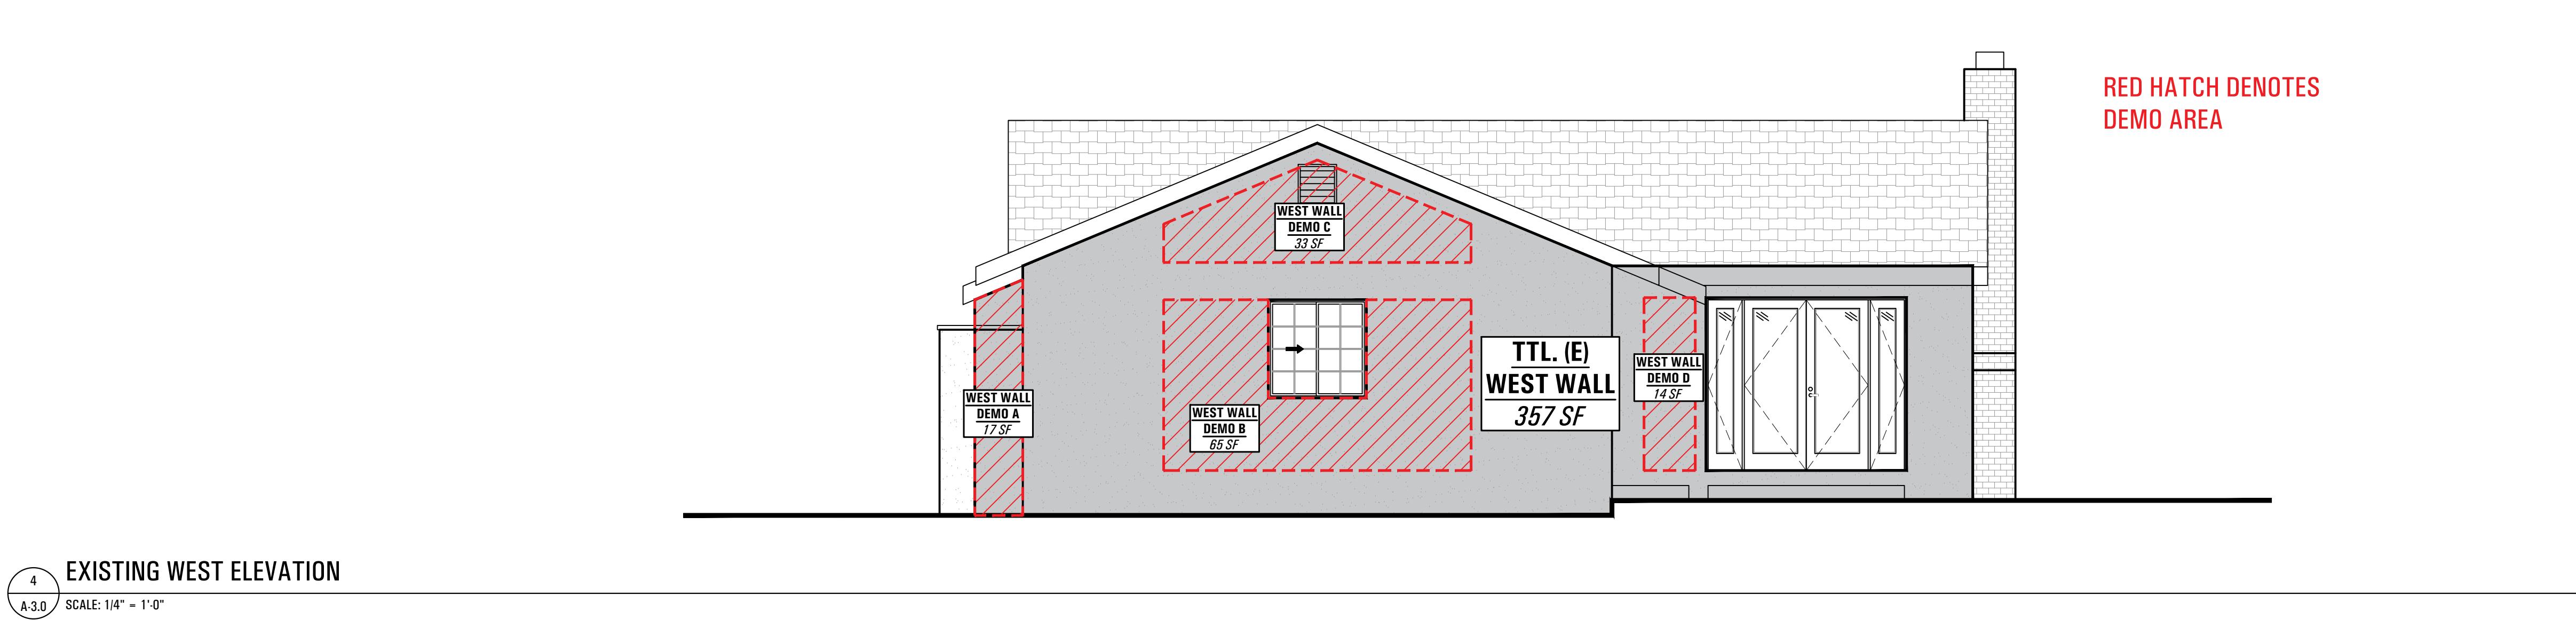 RED HATCH DENOTES
DEMO AREA
WEST WALL
DEMO C
33 SF
TTL. (E)
WEST WALL
357 SF
WEST WALL
DEMO D
14 SF
WEST WALL
DEMO A
17 SF
WEST WALL
DEMO B
65 SF
4
A-3.0
EXISTING WEST ELEVATION
SCALE: 1/4" = 1'-0"